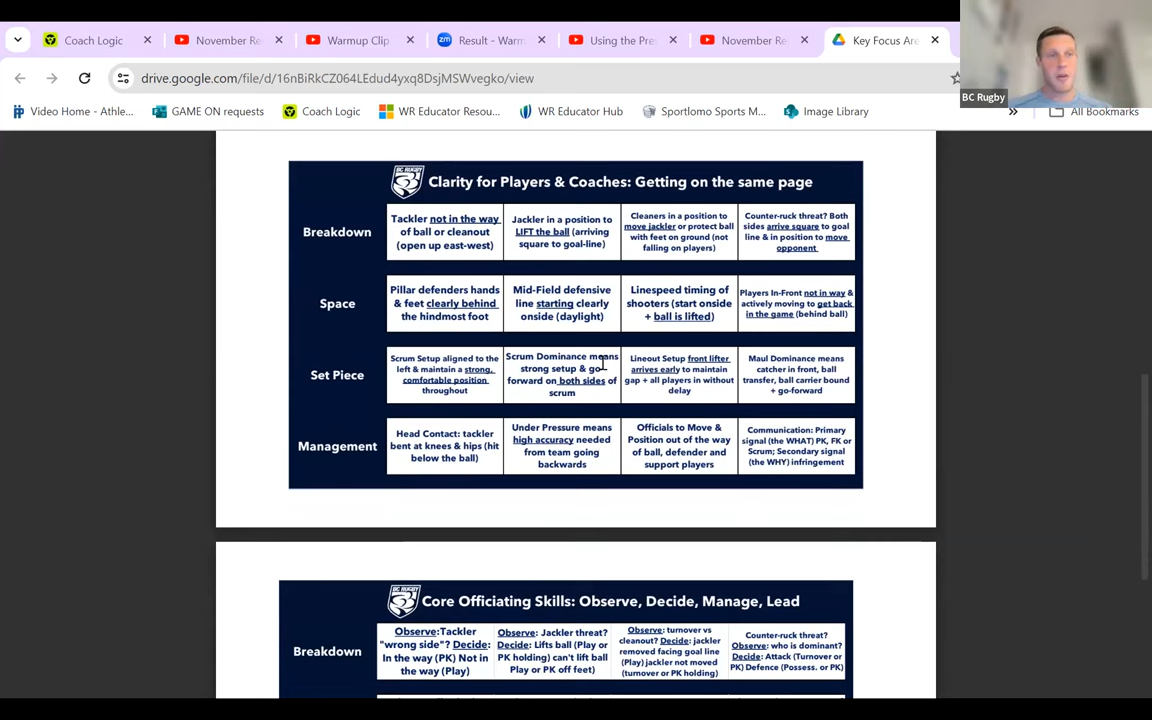 Coach Logic
November Re
Warmup Clip
Result - Warm
Using the Pre
November Re
Key Focus Are
drive.google.com/file/d/16nBiRkCZ064LEdud4yxq8DsjMSWvegko/view
BC Rugby
Video Home - Athle...
GAME ON requests
Coach Logic
WR Educator Resou...
WR Educator Hub
Sportlomo Sports M...
Image Library
All Bookmarks
BC RUGBY
Clarity for Players & Coaches: Getting on the same page
Breakdown
Tackler not in the way
of ball or cleanout
(open up east-west)
Jackler in a position to
LIFT the ball (arriving
square to goal-line)
Cleaners in a position to
move jackler or protect ball
with feet on ground (not
falling on players)
Counter-ruck threat? Both
sides arrive square to goal
line & in position to move
opponent
Space
Pillar defenders hands
& feet clearly behind
the hindmost foot
Mid-Field defensive
line starting clearly
onside (daylight)
Linespeed timing of
shooters (start onside
+ ball is lifted)
Players In-Front not in way &
actively moving to get back
in the game (behind ball)
Set Piece
Scrum Setup aligned to the
left & maintain a strong,
comfortable position
throughout
Scrum Dominance means
strong setup & go
forward on both sides of
scrum
Lineout Setup front lifter
arrives early to maintain
gap + all players in without
delay
Maul Dominance means
catcher in front, ball
transfer, ball carrier bound
+ go-forward
Management
Head Contact: tackler
bent at knees & hips (hit
below the ball)
Under Pressure means
high accuracy needed
from team going
backwards
Officials to Move &
Position out of the way
of ball, defender and
support players
Communication: Primary
signal (the WHAT) PK, FK or
Scrum; Secondary signal
(the WHY) infringement
BC RUGBY
Core Officiating Skills: Observe, Decide, Manage, Lead
Breakdown
Observe:Tackler
"wrong side"? Decide:
In the way (PK) Not in
the way (Play)
Observe: Jackler threat?
Decide: Lifts ball (Play or
PK holding) can't lift ball
Play or PK off feet)
Observe: turnover vs
cleanout? Decide: jackler
removed facing goal line
(Play) jackler not moved
(turnover or PK holding)
Counter-ruck threat?
Observe: who is dominant?
Decide: Attack (Turnover or
PK) Defence (Possess. or PK)